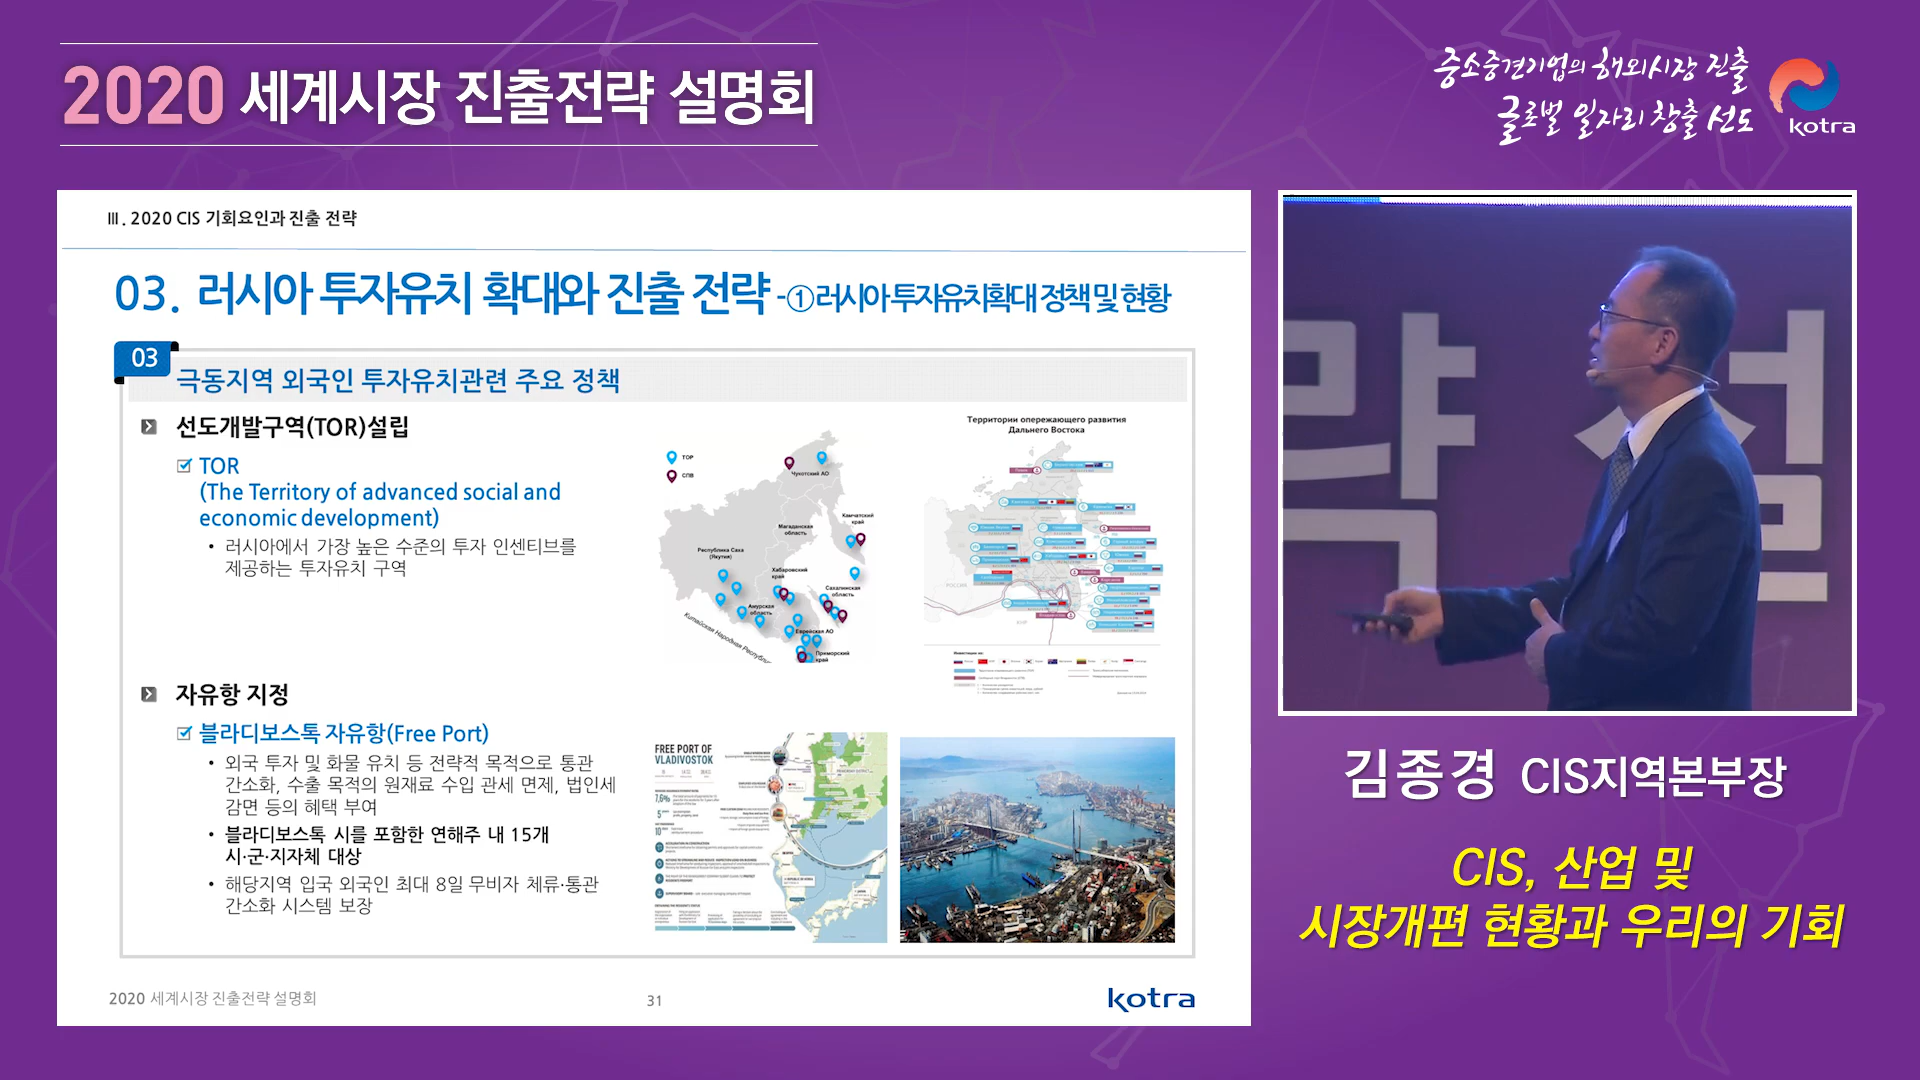 2020 세계시장 진출전략 설명회
중소중견기업의 해외시장 진출
글로벌 일자리 창출 선도
kotra
III. 2020 CIS 기회요인과 진출 전략
03. 러시아 투자유치 확대와 진출 전략 -① 러시아 투자유치확대 정책 및 현황
03
극동지역 외국인 투자유치관련 주요 정책
선도개발구역(TOR)설립
TOR
(The Territory of advanced social and
economic development)
• 러시아에서 가장 높은 수준의 투자 인센티브를
제공하는 투자유치 구역
ТОР
СПВ
Чукотский АО
Магаданская
область
Камчатский
край
Республика Саха
(Якутия)
Хабаровский
край
Сахалинская
область
Амурская
область
Еврейская АО
Приморский
край
Китайская Народная Республ
Территории опережающего развития
Дальнего Востока
자유항 지정
블라디보스톡 자유항(Free Port)
• 외국 투자 및 화물 유치 등 전략적 목적으로 통관
간소화, 수출 목적의 원재료 수입 관세 면제, 법인세
감면 등의 혜택 부여
• 블라디보스톡 시를 포함한 연해주 내 15개
시·군·지자체 대상
• 해당지역 입국 외국인 최대 8일 무비자 체류·통관
간소화 시스템 보장
FREE PORT OF
VLADIVOSTOK
7,6%
5
10
2020 세계시장 진출전략 설명회
31
kotra
략 설
김종경 CIS지역본부장
CIS, 산업 및
시장개편 현황과 우리의 기회